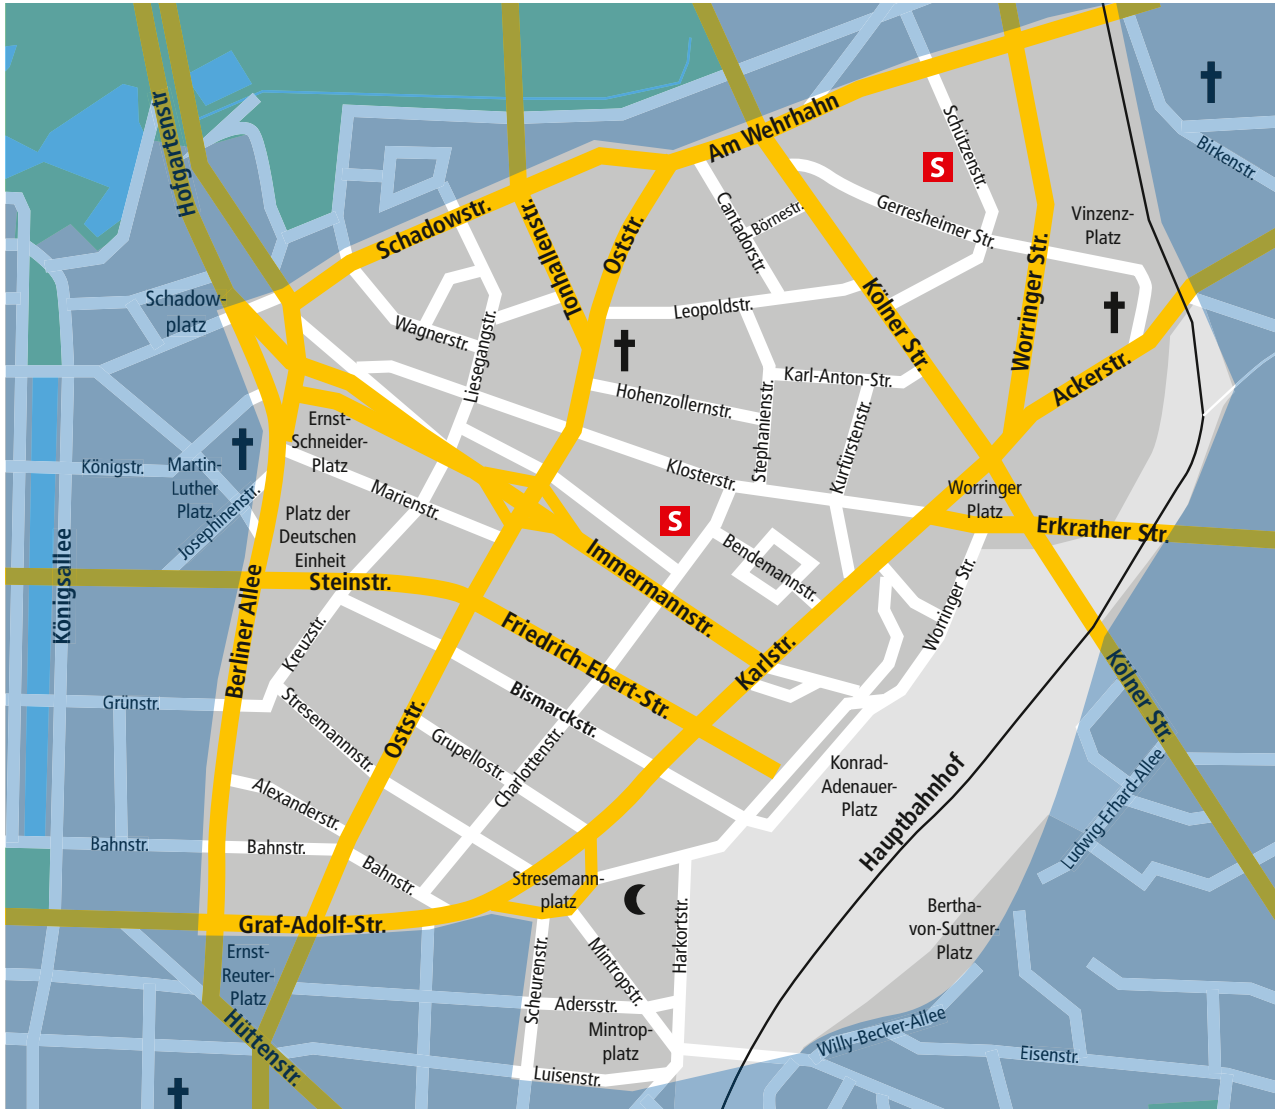 Hofgartenstr
Am Wehrhahn
Schützenstr.
Birkenstr.
S
Schadowstr.
Tonhallenstr.
Oststr.
Cantadorstr.
Börnestr.
Gerresheimer Str.
Vinzenz-
Platz
Schadow-
platz
Wagnerstr.
Liesegangstr.
Leopoldstr.
Kölner Str.
Worringer Str.
Ackerstr.
Karl-Anton-Str.
Hohenzollernstr.
Stephanienstr.
Kurfürstenstr.
Ernst-
Schneider-
Platz
Königstr.
Martin-
Luther
Platz.
Josephinenstr.
Marienstr.
Klosterstr.
Worringer
Platz
Erkrather Str.
Platz der
Deutschen
Einheit
S
Bendemannstr.
Immermannstr.
Königsallee
Steinstr.
Berliner Allee
Kreuzstr.
Friedrich-Ebert-Str.
Karlstr.
Worringer Str.
Kölner Str.
Grünstr.
Stresemannnstr.
Oststr.
Bismarckstr.
Grupellostr.
Charlottenstr.
Konrad-
Adenauer-
Platz
Hauptbahnhof
Ludwig-Erhard-Allee
Alexanderstr.
Bahnstr.
Bahnstr.
Bahnstr.
Stresemann-
platz
Graf-Adolf-Str.
Harkortstr.
Bertha-
von-Suttner-
Platz
Ernst-
Reuter-
Platz
Scheurenstr.
Mintropstr.
Adersstr.
Mintrop-
platz
Hüttenstr.
Luisenstr.
Willy-Becker-Allee
Eisenstr.